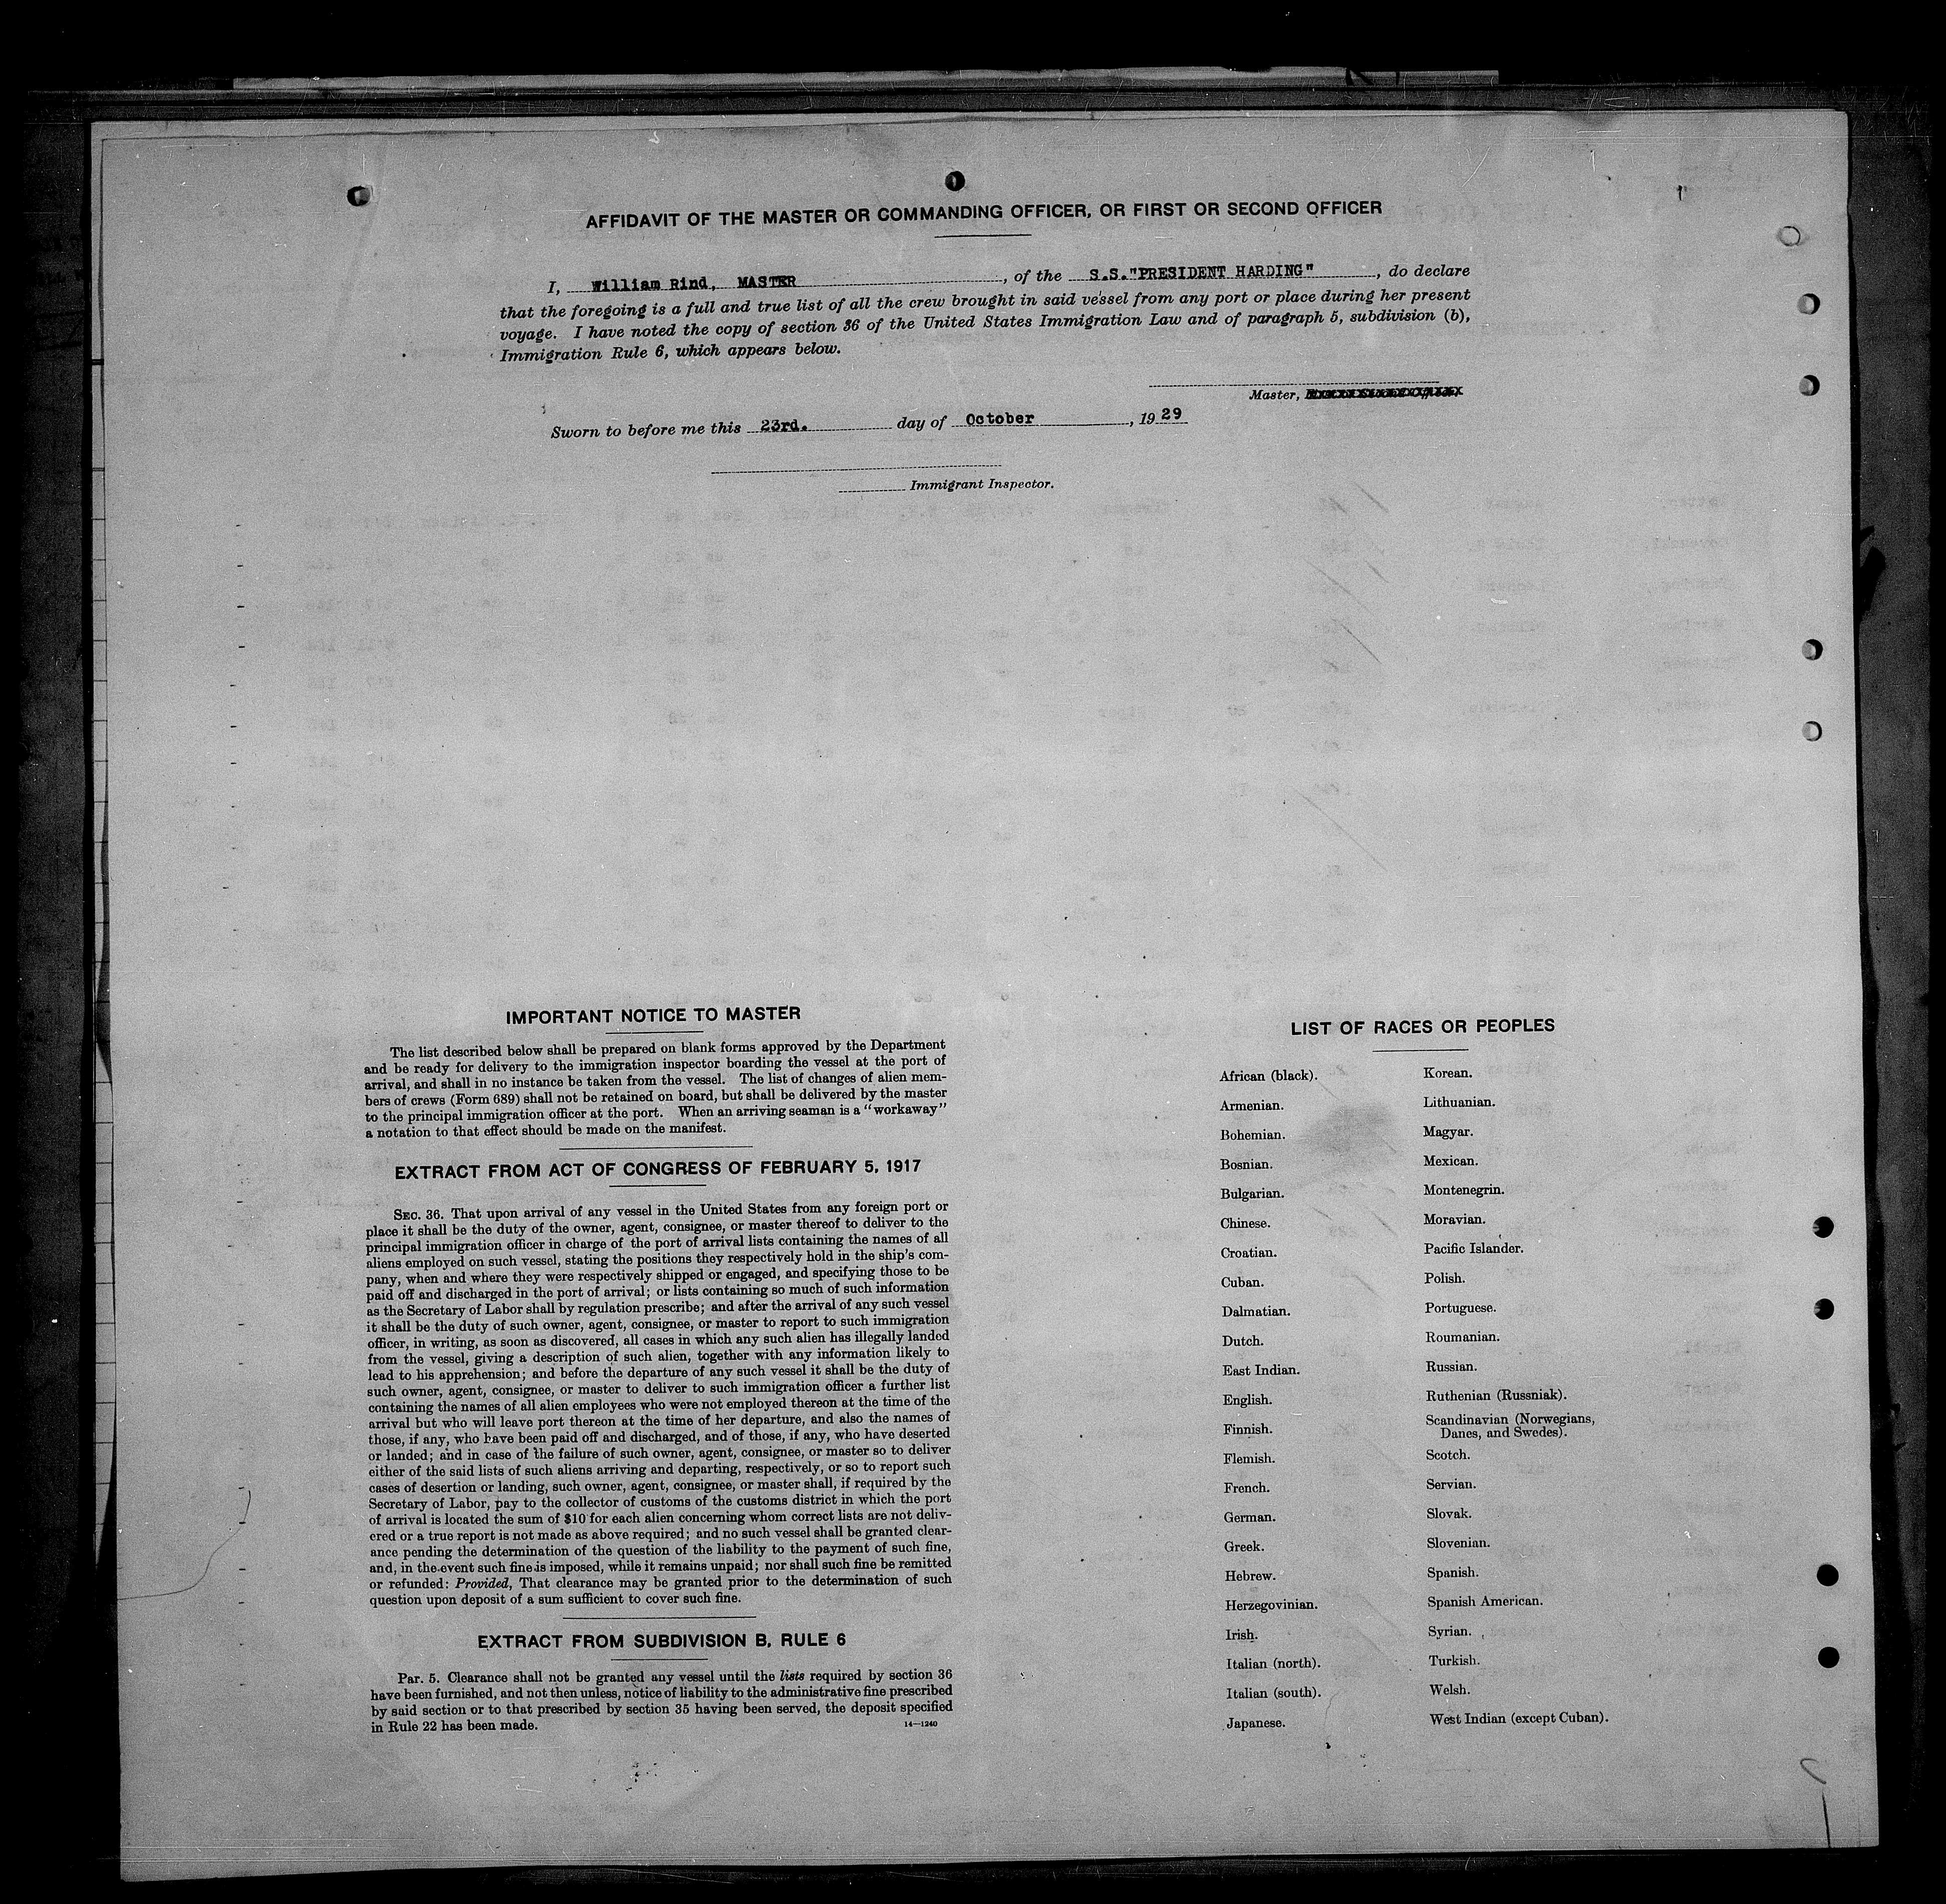 AFFIDAVIT OF THE MASTER OR COMMANDING OFFICER, OR FIRST OR SECOND OFFICER
I, William Rind, MASTER, of the S.S."PRESIDENT HARDING", do declare
that the foregoing is a full and true list of all the crew brought in said vessel from any port or place during her present
voyage. I have noted the copy of section 36 of the United States Immigration Law and of paragraph 5, subdivision (b),
Immigration Rule 6, which appears below.
Master,
Sworn to before me this 23rd. day of October, 1929
Immigrant Inspector.
IMPORTANT NOTICE TO MASTER
The list described below shall be prepared on blank forms approved by the Department
and be ready for delivery to the immigration inspector boarding the vessel at the port of
arrival, and shall in no instance be taken from the vessel. The list of changes of alien mem-
bers of crews (Form 689) shall not be retained on board, but shall be delivered by the master
to the principal immigration officer at the port. When an arriving seaman is a "workaway"
a notation to that effect should be made on the manifest.
EXTRACT FROM ACT OF CONGRESS OF FEBRUARY 5, 1917
SEC. 36. That upon arrival of any vessel in the United States from any foreign port or
place it shall be the duty of the owner, agent, consignee, or master thereof to deliver to the
principal immigration officer in charge of the port of arrival lists containing the names of all
aliens employed on such vessel, stating the positions they respectively hold in the ship's com-
pany, when and where they were respectively shipped or engaged, and specifying those to be
paid off and discharged in the port of arrival; or lists containing so much of such information
as the Secretary of Labor shall by regulation prescribe; and after the arrival of any such vessel
it shall be the duty of such owner, agent, consignee, or master to report to such immigration
officer, in writing, as soon as discovered, all cases in which any such alien has illegally landed
from the vessel, giving a description of such alien, together with any information likely to
lead to his apprehension; and before the departure of any such vessel it shall be the duty of
such owner, agent, consignee, or master to deliver to such immigration officer a further list
containing the names of all alien employees who were not employed thereon at the time of the
arrival but who will leave port thereon at the time of her departure, and also the names of
those, if any, who have been paid off and discharged, and of those, if any, who have deserted
or landed; and in case of the failure of such owner, agent, consignee, or master so to deliver
either of the said lists of such aliens arriving and departing, respectively, or so to report such
cases of desertion or landing, such owner, agent, consignee, or master shall, if required by the
Secretary of Labor, pay to the collector of customs of the customs district in which the port
of arrival is located the sum of $10 for each alien concerning whom correct lists are not deliv-
ered or a true report is not made as above required; and no such vessel shall be granted clear-
ance pending the determination of the question of the liability to the payment of such fine,
and, in the event such fine is imposed, while it remains unpaid; nor shall such fine be remitted
or refunded: Provided, That clearance may be granted prior to the determination of such
question upon deposit of a sum sufficient to cover such fine.
EXTRACT FROM SUBDIVISION B, RULE 6
PAR. 5. Clearance shall not be granted any vessel until the lists required by section 36
have been furnished, and not then unless, notice of liability to the administrative fine prescribed
by said section or to that prescribed by section 35 having been served, the deposit specified
in Rule 22 has been made.
14—1240
LIST OF RACES OR PEOPLES
African (black).
Armenian.
Bohemian.
Bosnian.
Bulgarian.
Chinese.
Croatian.
Cuban.
Dalmatian.
Dutch.
East Indian.
English.
Finnish.
Flemish.
French.
German.
Greek.
Hebrew.
Herzegovinian.
Irish.
Italian (north).
Italian (south).
Japanese.
Korean.
Lithuanian.
Magyar.
Mexican.
Montenegrin.
Moravian.
Pacific Islander.
Polish.
Portuguese.
Roumanian.
Russian.
Ruthenian (Russniak).
Scandinavian (Norwegians,
Danes, and Swedes).
Scotch.
Servian.
Slovak.
Slovenian.
Spanish.
Spanish American.
Syrian.
Turkish.
Welsh.
West Indian (except Cuban).